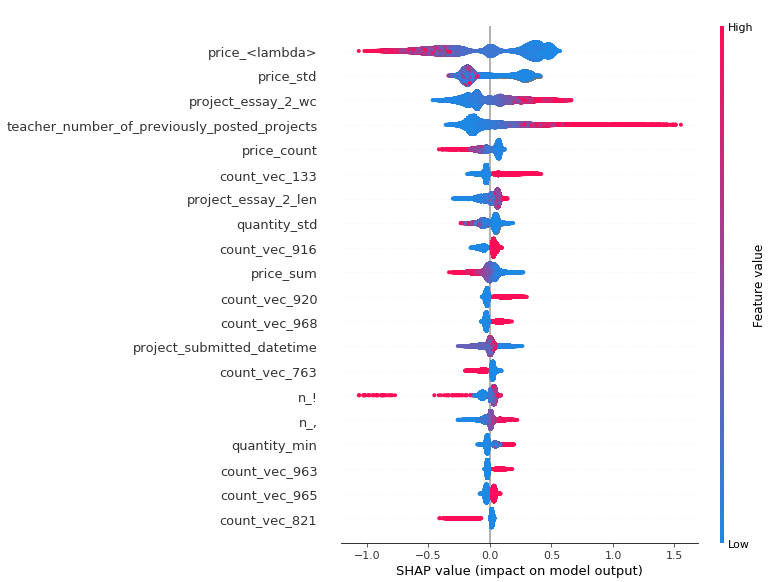 High
price_<lambda>
price_std
project_essay_2_wc
teacher_number_of_previously_posted_projects
price_count
count_vec_133
project_essay_2_len
quantity_std
count_vec_916
price_sum
count_vec_920
count_vec_968
project_submitted_datetime
count_vec_763
n_!
n_,
quantity_min
count_vec_963
count_vec_965
count_vec_821
Feature value
Low
−1.0 −0.5 0.0 0.5 1.0 1.5
SHAP value (impact on model output)